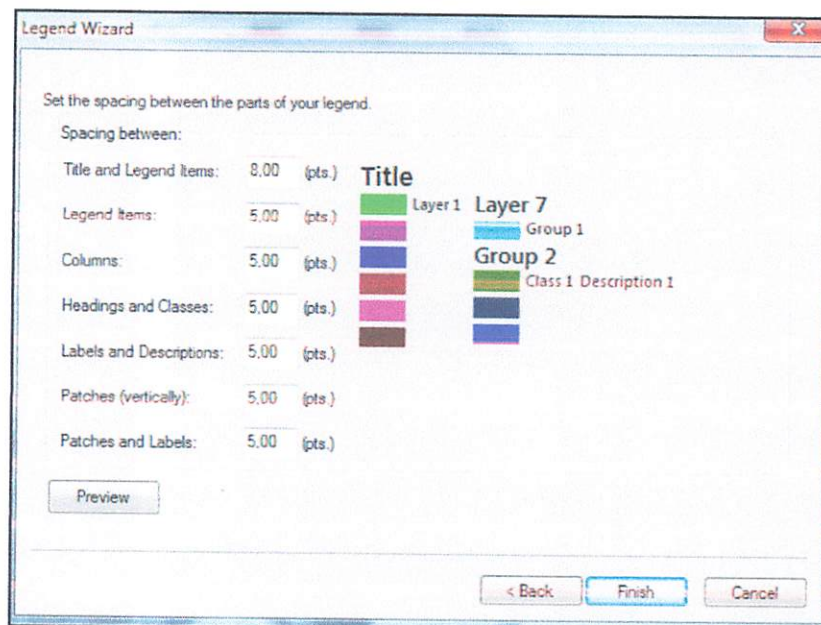 Legend Wizard
Set the spacing between the parts of your legend.
Spacing between:
Title and Legend Items: 8.00 (pts.)
Legend Items: 5.00 (pts.)
Columns: 5.00 (pts.)
Headings and Classes: 5.00 (pts.)
Labels and Descriptions: 5.00 (pts.)
Patches (vertically): 5.00 (pts.)
Patches and Labels: 5.00 (pts.)
Title
Layer 1
Layer 7
Group 1
Group 2
Class 1 Description 1
Preview
< Back
Finish
Cancel